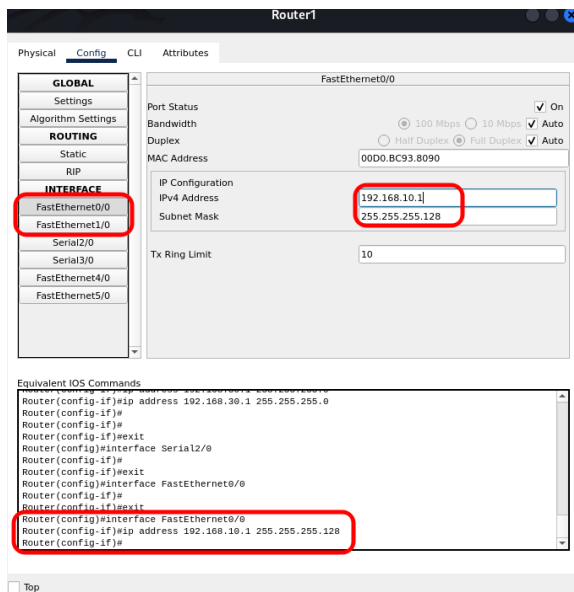 Router1
Physical Config CLI Attributes
GLOBAL
Settings
Algorithm Settings
ROUTING
Static
RIP
INTERFACE
FastEthernet0/0
FastEthernet1/0
Serial2/0
Serial3/0
FastEthernet4/0
FastEthernet5/0
FastEthernet0/0
Port Status On
Bandwidth 100 Mbps 10 Mbps Auto
Duplex Half Duplex Full Duplex Auto
MAC Address 00D0.BC93.8090
IP Configuration
IPv4 Address 192.168.10.1
Subnet Mask 255.255.255.128
Tx Ring Limit 10
Equivalent IOS Commands
Router(config-if)#ip address 192.168.30.1 255.255.255.0
Router(config-if)#
Router(config-if)#
Router(config-if)#exit
Router(config)#interface Serial2/0
Router(config-if)#
Router(config-if)#exit
Router(config)#interface FastEthernet0/0
Router(config-if)#
Router(config-if)#exit
Router(config)#interface FastEthernet0/0
Router(config-if)#ip address 192.168.10.1 255.255.255.128
Router(config-if)#
Top